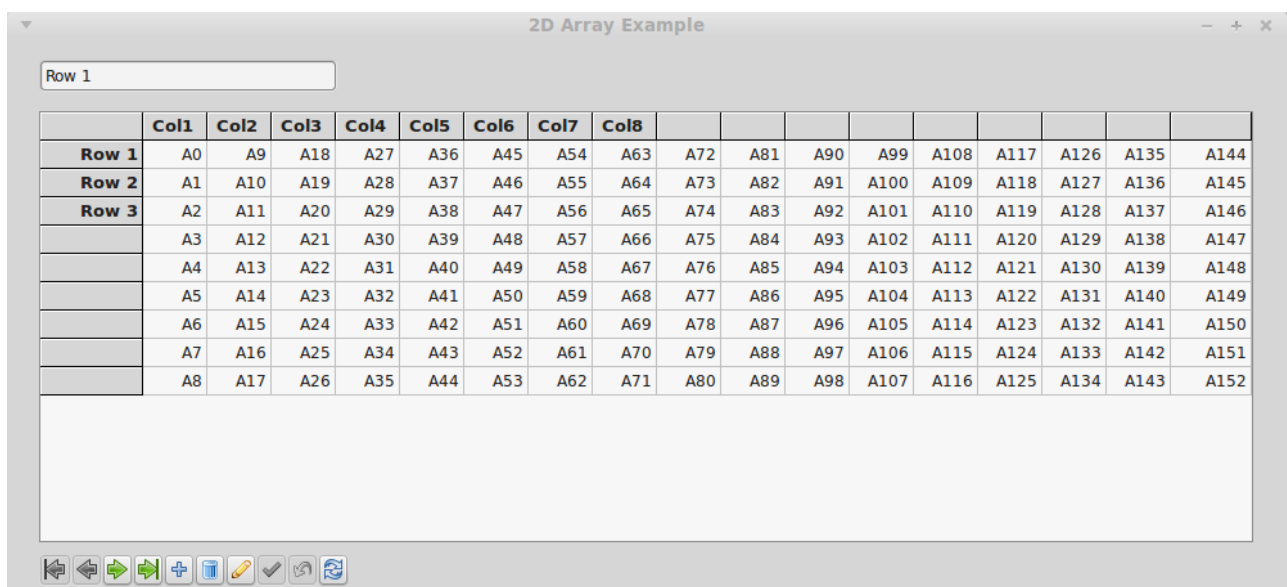 2D Array Example
Row 1
Col1 Col2 Col3 Col4 Col5 Col6 Col7 Col8
Row 1 A0 A9 A18 A27 A36 A45 A54 A63 A72 A81 A90 A99 A108 A117 A126 A135 A144
Row 2 A1 A10 A19 A28 A37 A46 A55 A64 A73 A82 A91 A100 A109 A118 A127 A136 A145
Row 3 A2 A11 A20 A29 A38 A47 A56 A65 A74 A83 A92 A101 A110 A119 A128 A137 A146
A3 A12 A21 A30 A39 A48 A57 A66 A75 A84 A93 A102 A111 A120 A129 A138 A147
A4 A13 A22 A31 A40 A49 A58 A67 A76 A85 A94 A103 A112 A121 A130 A139 A148
A5 A14 A23 A32 A41 A50 A59 A68 A77 A86 A95 A104 A113 A122 A131 A140 A149
A6 A15 A24 A33 A42 A51 A60 A69 A78 A87 A96 A105 A114 A123 A132 A141 A150
A7 A16 A25 A34 A43 A52 A61 A70 A79 A88 A97 A106 A115 A124 A133 A142 A151
A8 A17 A26 A35 A44 A53 A62 A71 A80 A89 A98 A107 A116 A125 A134 A143 A152